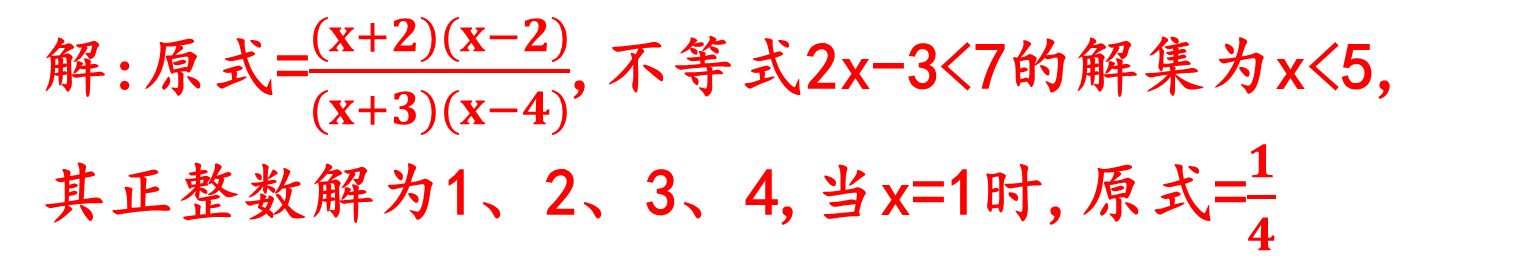 解:原式=\frac{(x+2)(x−2)}{(x+3)(x−4)},不等式2x−3<7的解集为x<5,
其正整数解为1、2、3、4,当x=1时,原式=\frac{1}{4}